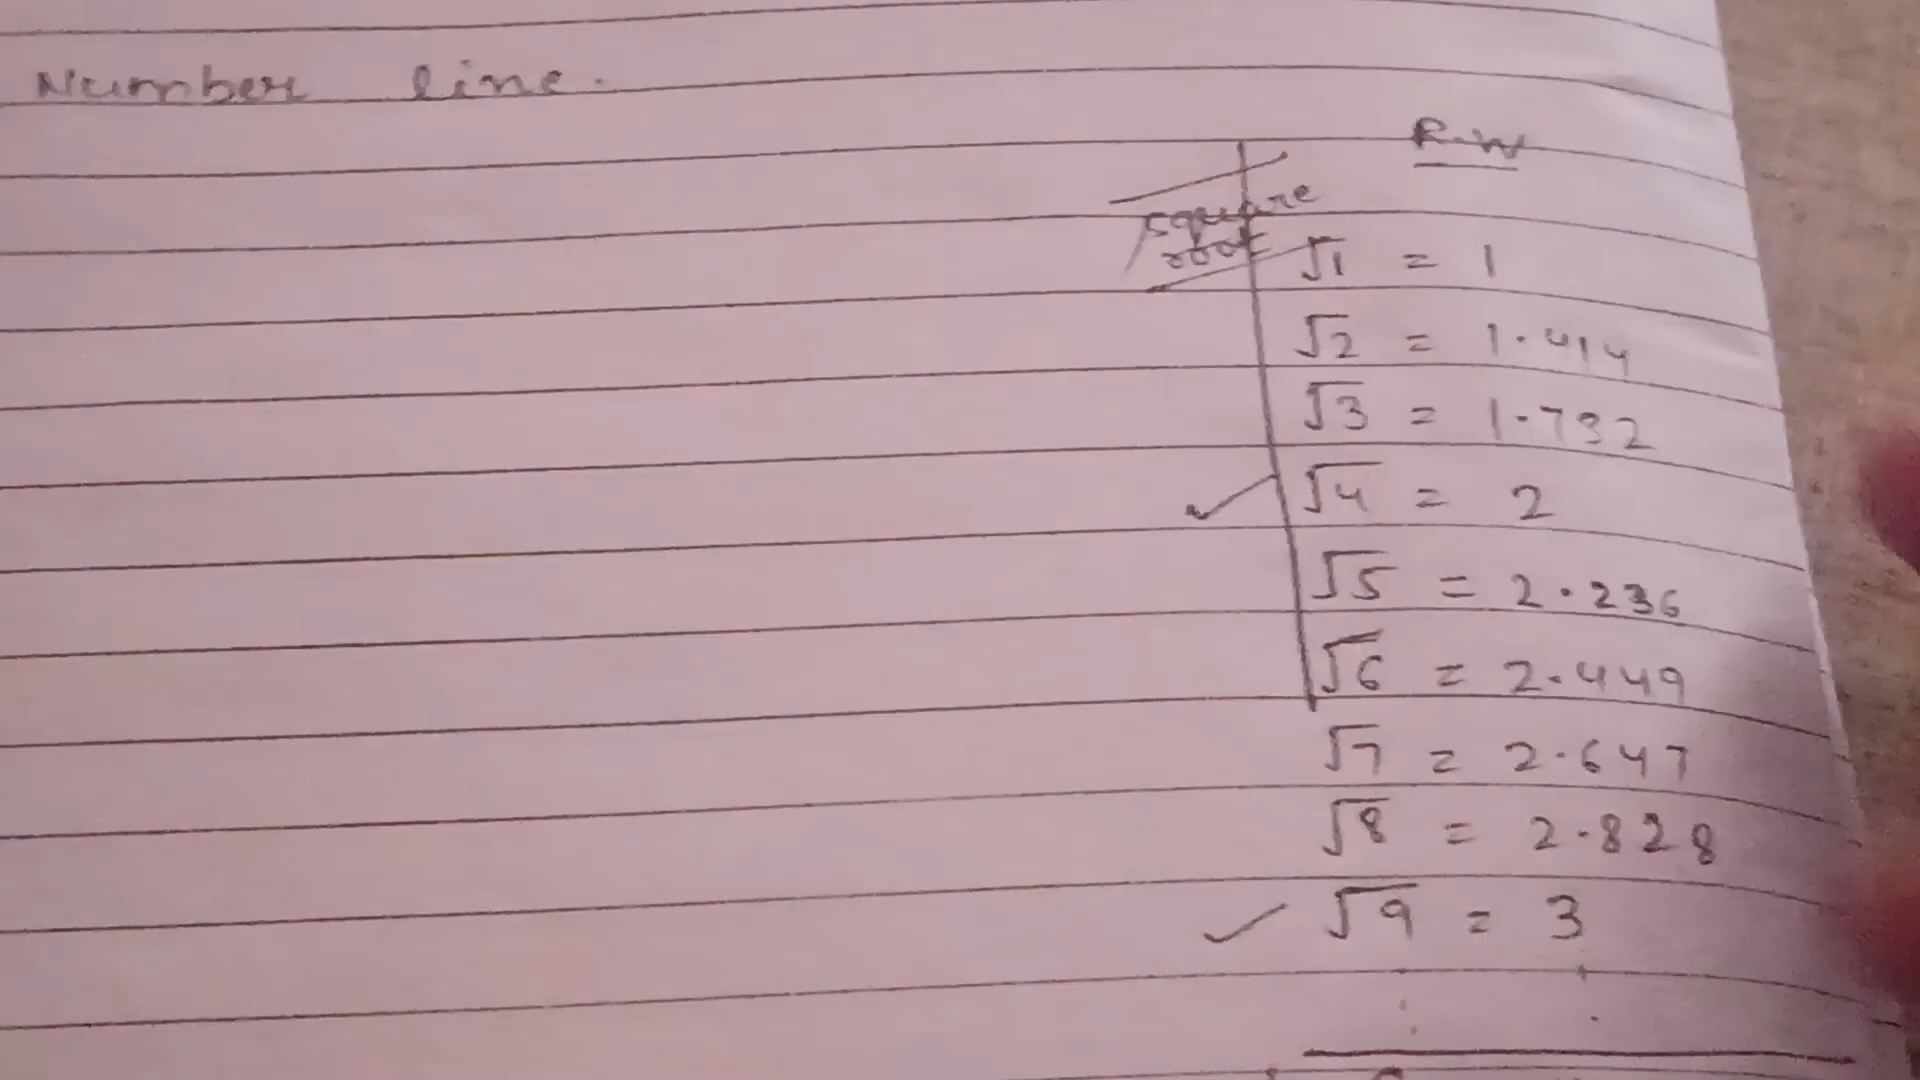 Number line.
R.W
square
root
√1 = 1
√2 = 1.414
√3 = 1.732
√4 = 2
√5 = 2.236
√6 = 2.449
√7 = 2.647
√8 = 2.828
√9 = 3